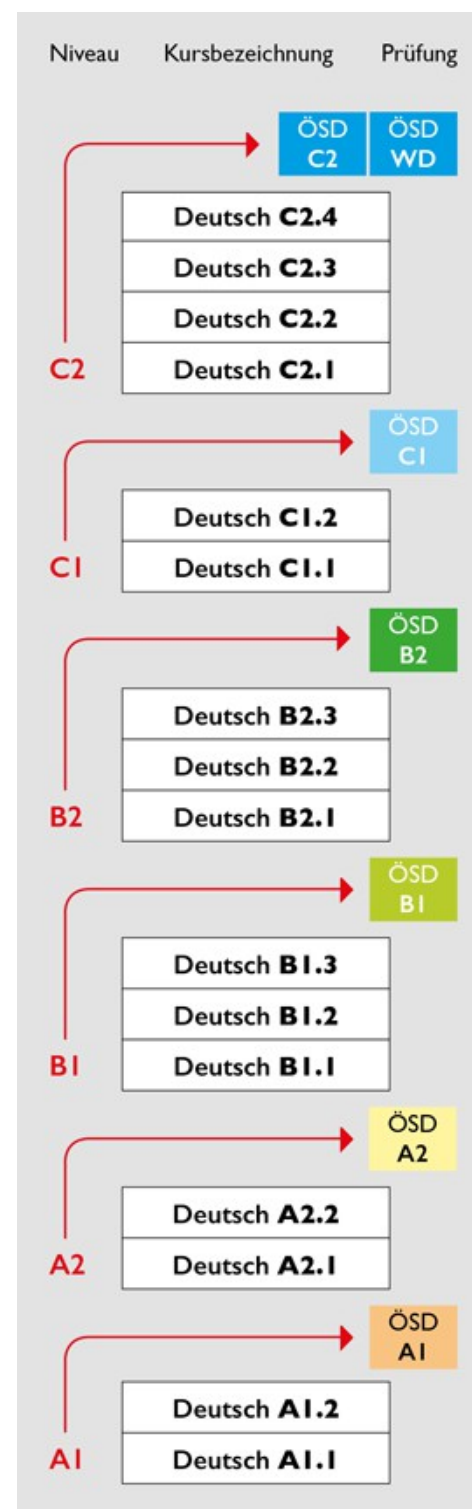 Niveau Kursbezeichnung Prüfung
ÖSD ÖSD
C2 WD
Deutsch C2.4
Deutsch C2.3
Deutsch C2.2
C2 Deutsch C2.1
ÖSD
C1
Deutsch C1.2
C1 Deutsch C1.1
ÖSD
B2
Deutsch B2.3
Deutsch B2.2
B2 Deutsch B2.1
ÖSD
B1
Deutsch B1.3
Deutsch B1.2
B1 Deutsch B1.1
ÖSD
A2
Deutsch A2.2
A2 Deutsch A2.1
ÖSD
A1
Deutsch A1.2
A1 Deutsch A1.1